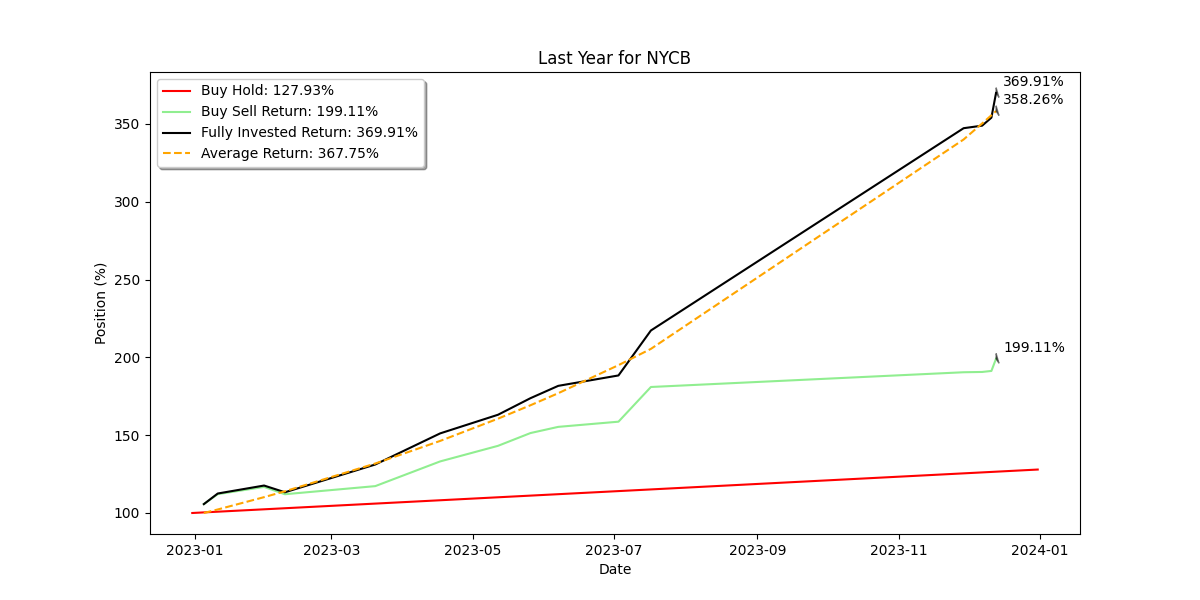 Last Year for NYCB
Buy Hold: 127.93%
Buy Sell Return: 199.11%
Fully Invested Return: 369.91%
Average Return: 367.75%
369.91%
358.26%
199.11%
Position (%)
350
300
250
200
150
100
2023-01
2023-03
2023-05
2023-07
2023-09
2023-11
2024-01
Date